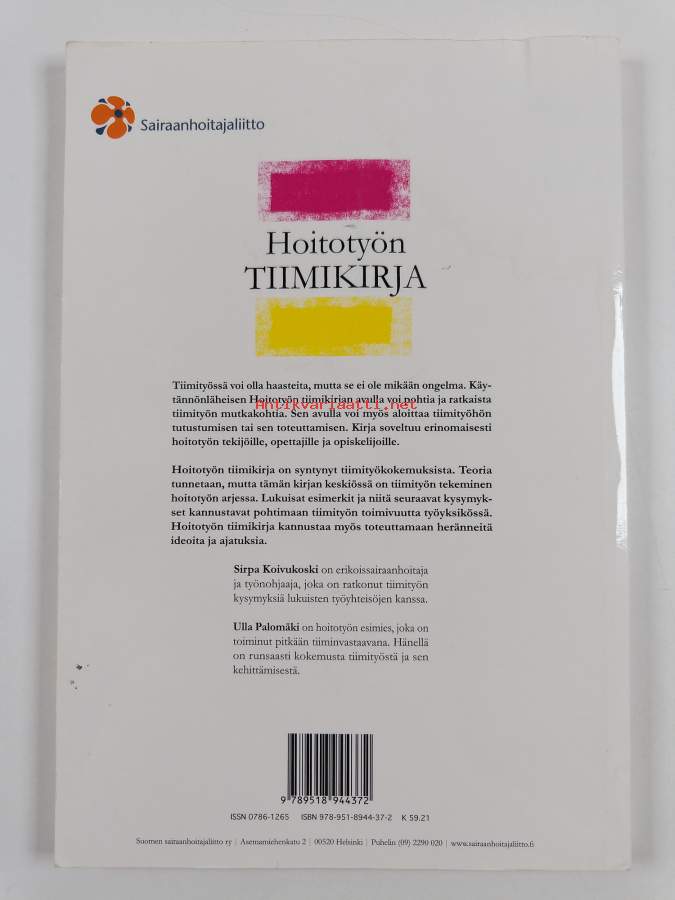 Sairaanhoitajaliitto
Hoitotyön
TIIMIKIRJA
Tiimityössä voi olla haasteita, mutta se ei ole mikään ongelma. Käy-
tännönläheisen Hoitotyön tiimikirjan avulla voi pohtia ja ratkaista
Antikvariaatti.net
tiimityön mutkakohtia. Sen avulla voi myös aloittaa tiimityöhön
tutustumisen tai sen toteuttamisen. Kirja soveltuu erinomaisesti
hoitotyön tekijöille, opettajille ja opiskelijoille.
Hoitotyön tiimikirja on syntynyt tiimityökokemuksista. Teoria
tunnetaan, mutta tämän kirjan keskiössä on tiimityön tekeminen
hoitotyön arjessa. Lukuisat esimerkit ja niitä seuraavat kysymyk-
set kannustavat pohtimaan tiimityön toimivuutta työyksikössä.
Hoitotyön tiimikirja kannustaa myös toteuttamaan heränneitä
ideoita ja ajatuksia.
Sirpa Koivukoski on erikoissairaanhoitaja
ja työnohjaaja, joka on ratkonut tiimityön
kysymyksiä lukuisten työyhteisöjen kanssa.
Ulla Palomäki on hoitotyön esimies, joka on
toiminut pitkään tiiminvastaavana. Hänellä
on runsaasti kokemusta tiimityöstä ja sen
kehittämisestä.
9 789518 944372
ISSN 0786-1265 ISBN 978-951-8944-37-2 K 59.21
Suomen sairaanhoitajaliitto ry | Asemamiehenkatu 2 | 00520 Helsinki | Puhelin (09) 2290 020 | www.sairaanhoitajaliitto.fi